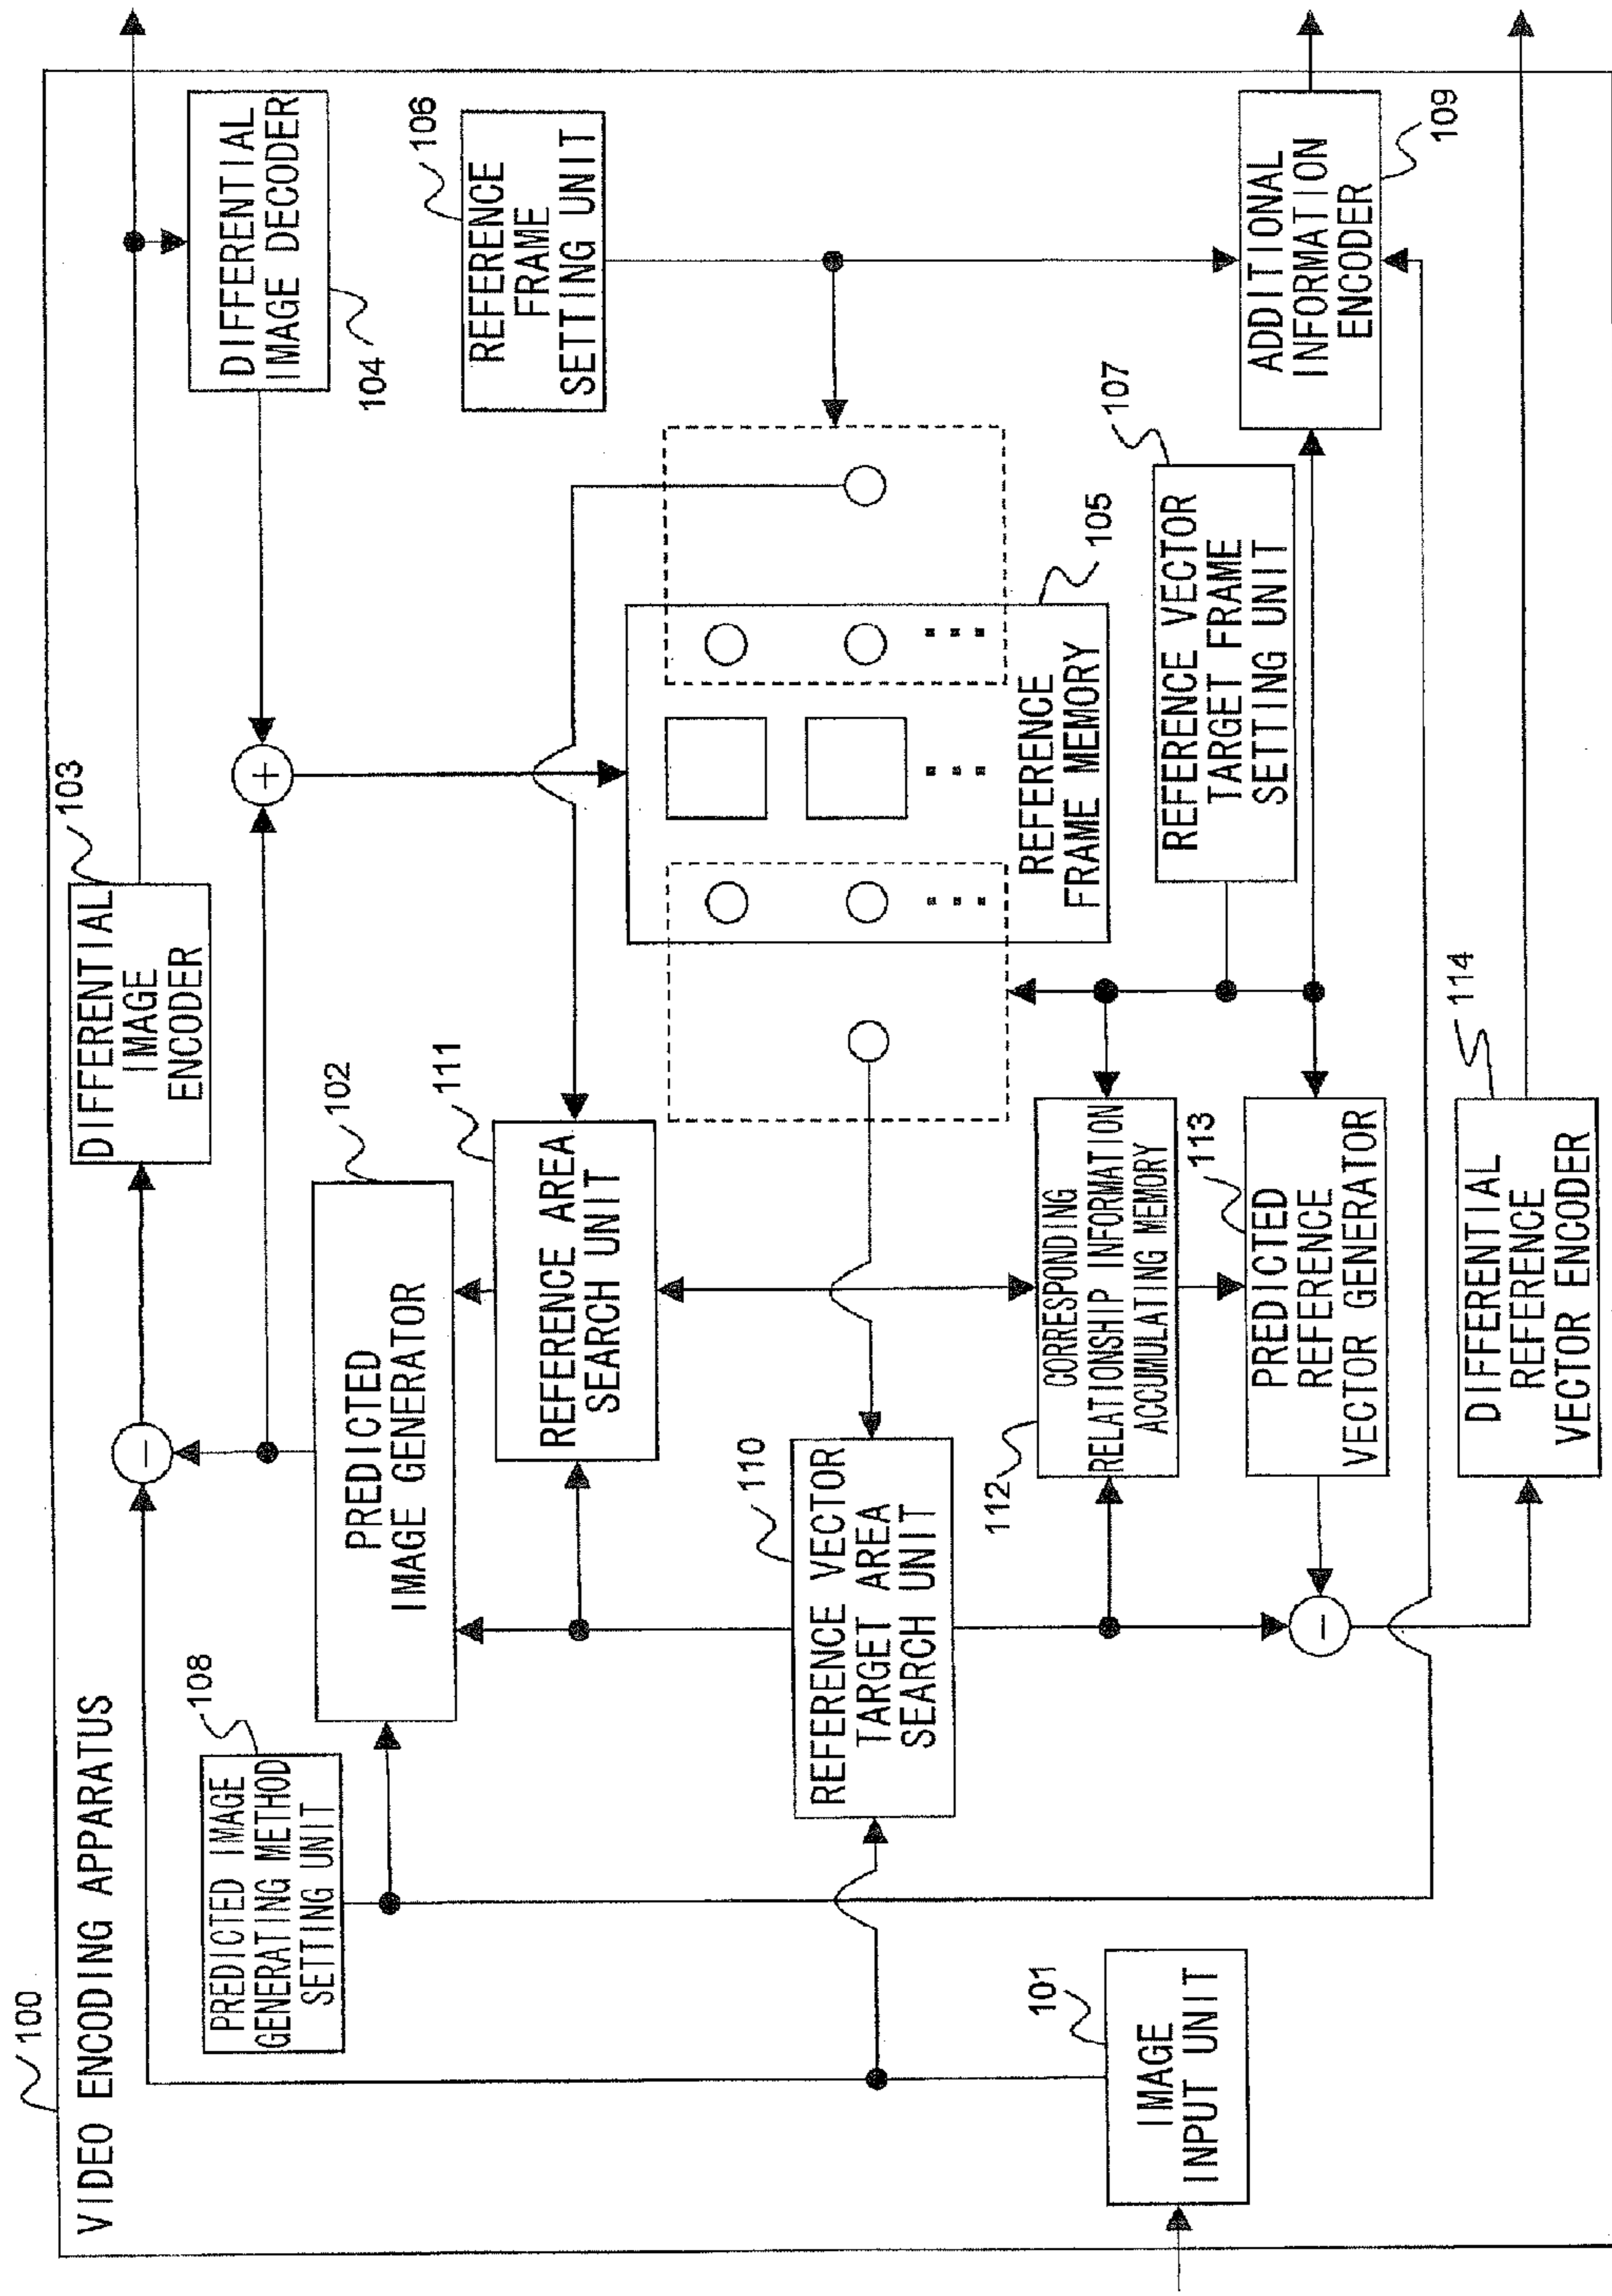 100
VIDEO ENCODING APPARATUS
PREDICTED IMAGE
GENERATING METHOD
SETTING UNIT
108
IMAGE
INPUT UNIT
101
PREDICTED
IMAGE GENERATOR
102
DIFFERENTIAL
IMAGE
ENCODER
103
DIFFERENTIAL
IMAGE DECODER
104
REFERENCE AREA
SEARCH UNIT
111
REFERENCE VECTOR
TARGET AREA
SEARCH UNIT
110
REFERENCE
FRAME MEMORY
105
REFERENCE
FRAME
SETTING UNIT
106
CORRESPONDING
RELATIONSHIP INFORMATION
ACCUMULATING MEMORY
112
PREDICTED
REFERENCE
VECTOR GENERATOR
113
REFERENCE VECTOR
TARGET FRAME
SETTING UNIT
107
ADDITIONAL
INFORMATION
ENCODER
109
DIFFERENTIAL
REFERENCE
VECTOR ENCODER
114